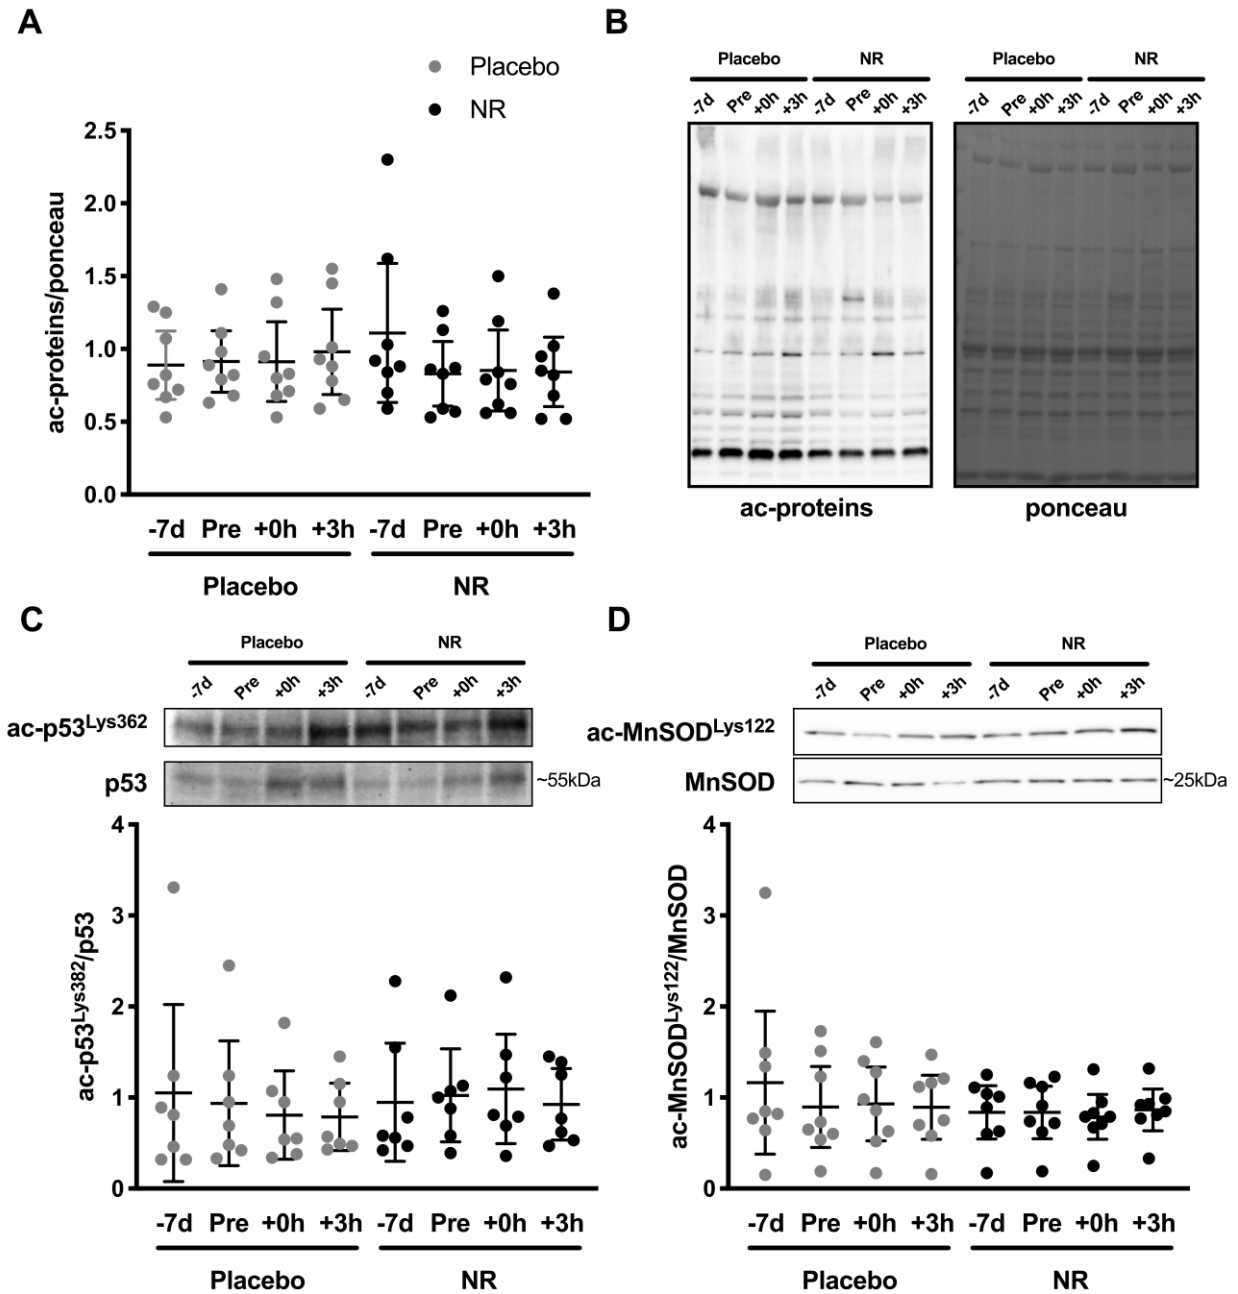 A
Placebo
NR
2.5
2.0
1.5
1.0
0.5
0.0
ac-proteins/ponceau
-7d Pre +0h +3h -7d Pre +0h +3h
Placebo NR
B
Placebo NR Placebo NR
-7d Pre +0h +3h -7d Pre +0h +3h -7d Pre +0h +3h -7d Pre +0h +3h
ac-proteins ponceau
C
Placebo NR
-7d Pre +0h +3h -7d Pre +0h +3h
ac-p53Lys362
p53 ~55kDa
4
3
2
1
0
ac-p53Lys382/p53
-7d Pre +0h +3h -7d Pre +0h +3h
Placebo NR
D
Placebo NR
-7d Pre +0h +3h -7d Pre +0h +3h
ac-MnSODLys122
MnSOD ~25kDa
4
3
2
1
0
ac-MnSODLys122/MnSOD
-7d Pre +0h +3h -7d Pre +0h +3h
Placebo NR